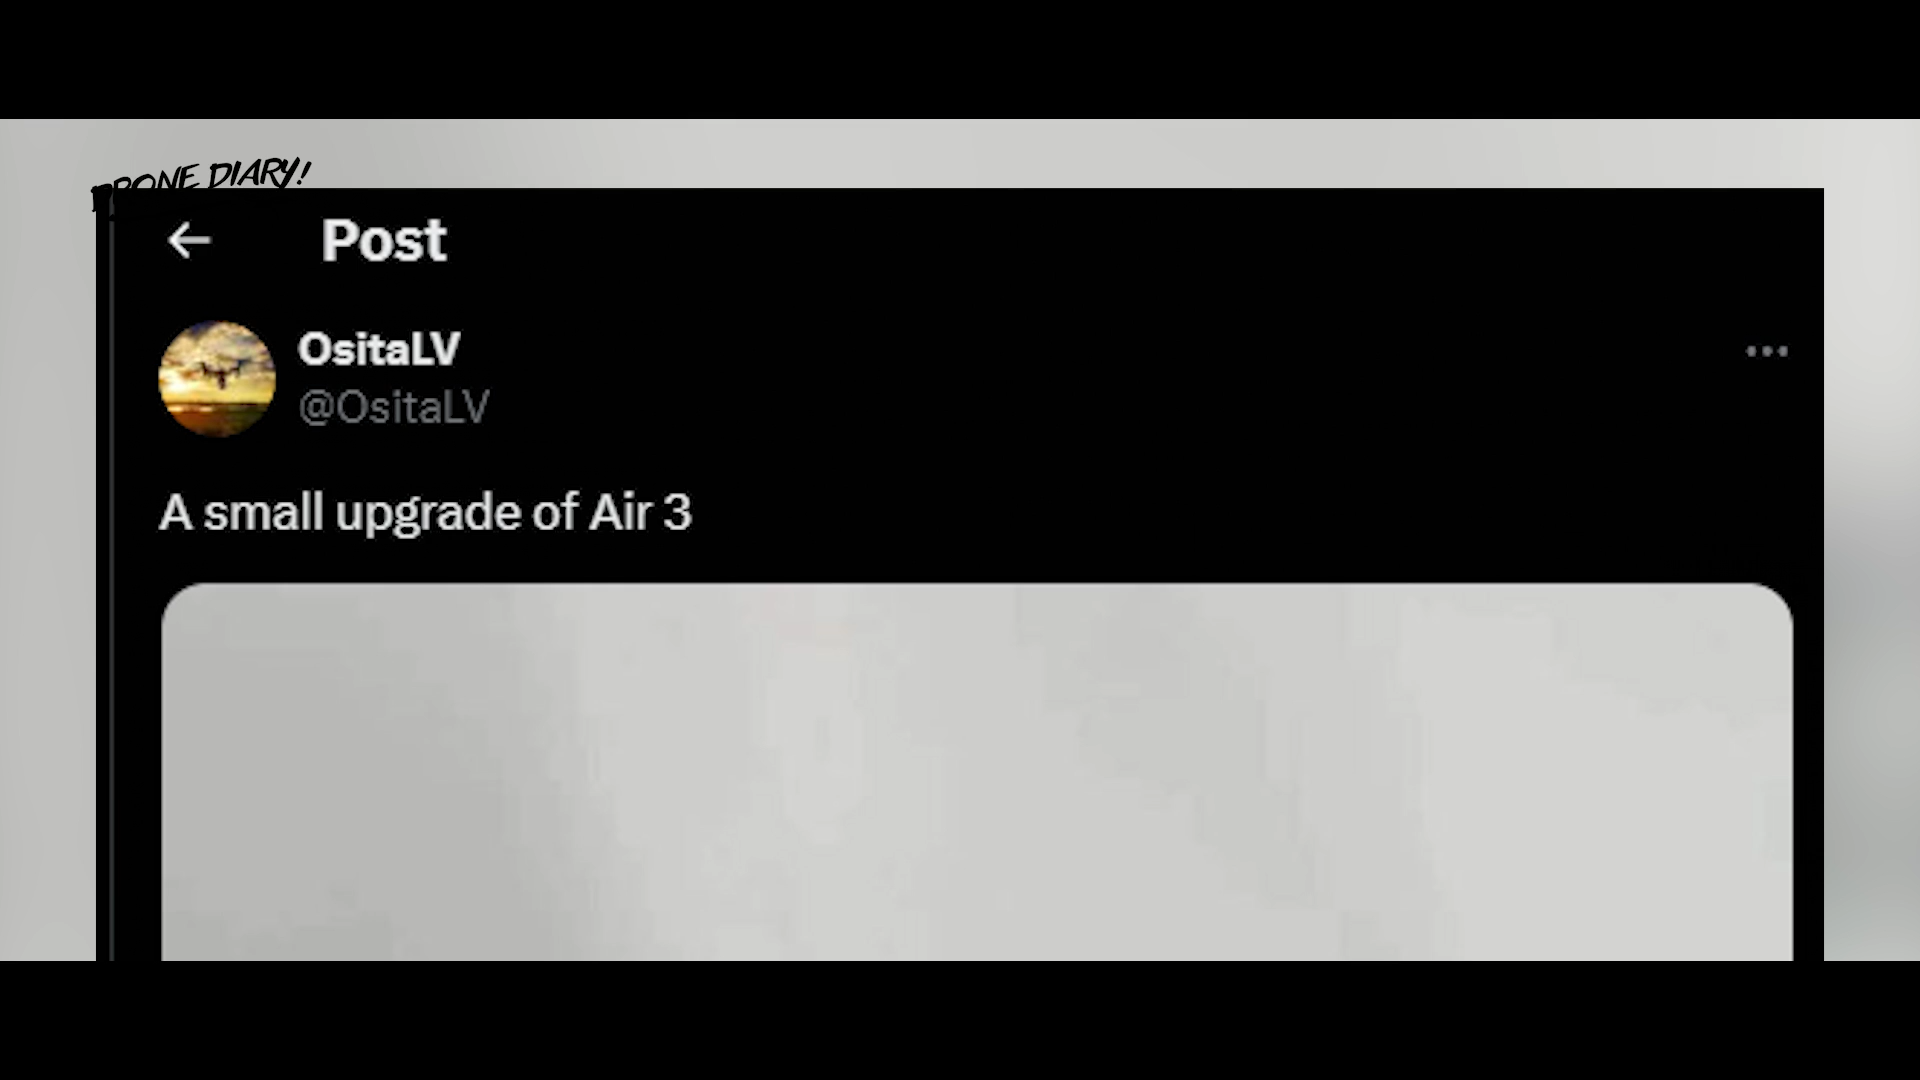 DRONE DIARY!
Post
OsitaLV
@OsitaLV
A small upgrade of Air 3